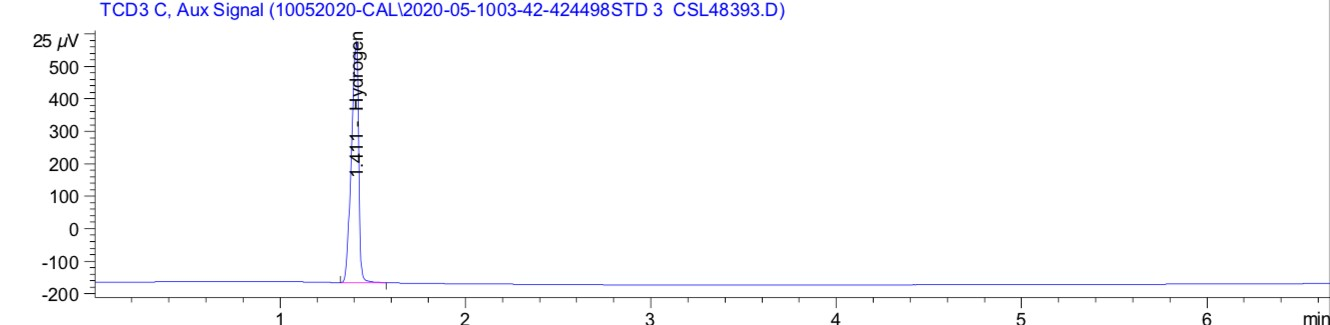 TCD3 C, Aux Signal (10052020-CAL\2020-05-1003-42-424498STD 3 CSL48393.D)
25 µV
1.411 - Hydrogen
500
400
300
200
100
0
-100
-200
1 2 3 4 5 6 min